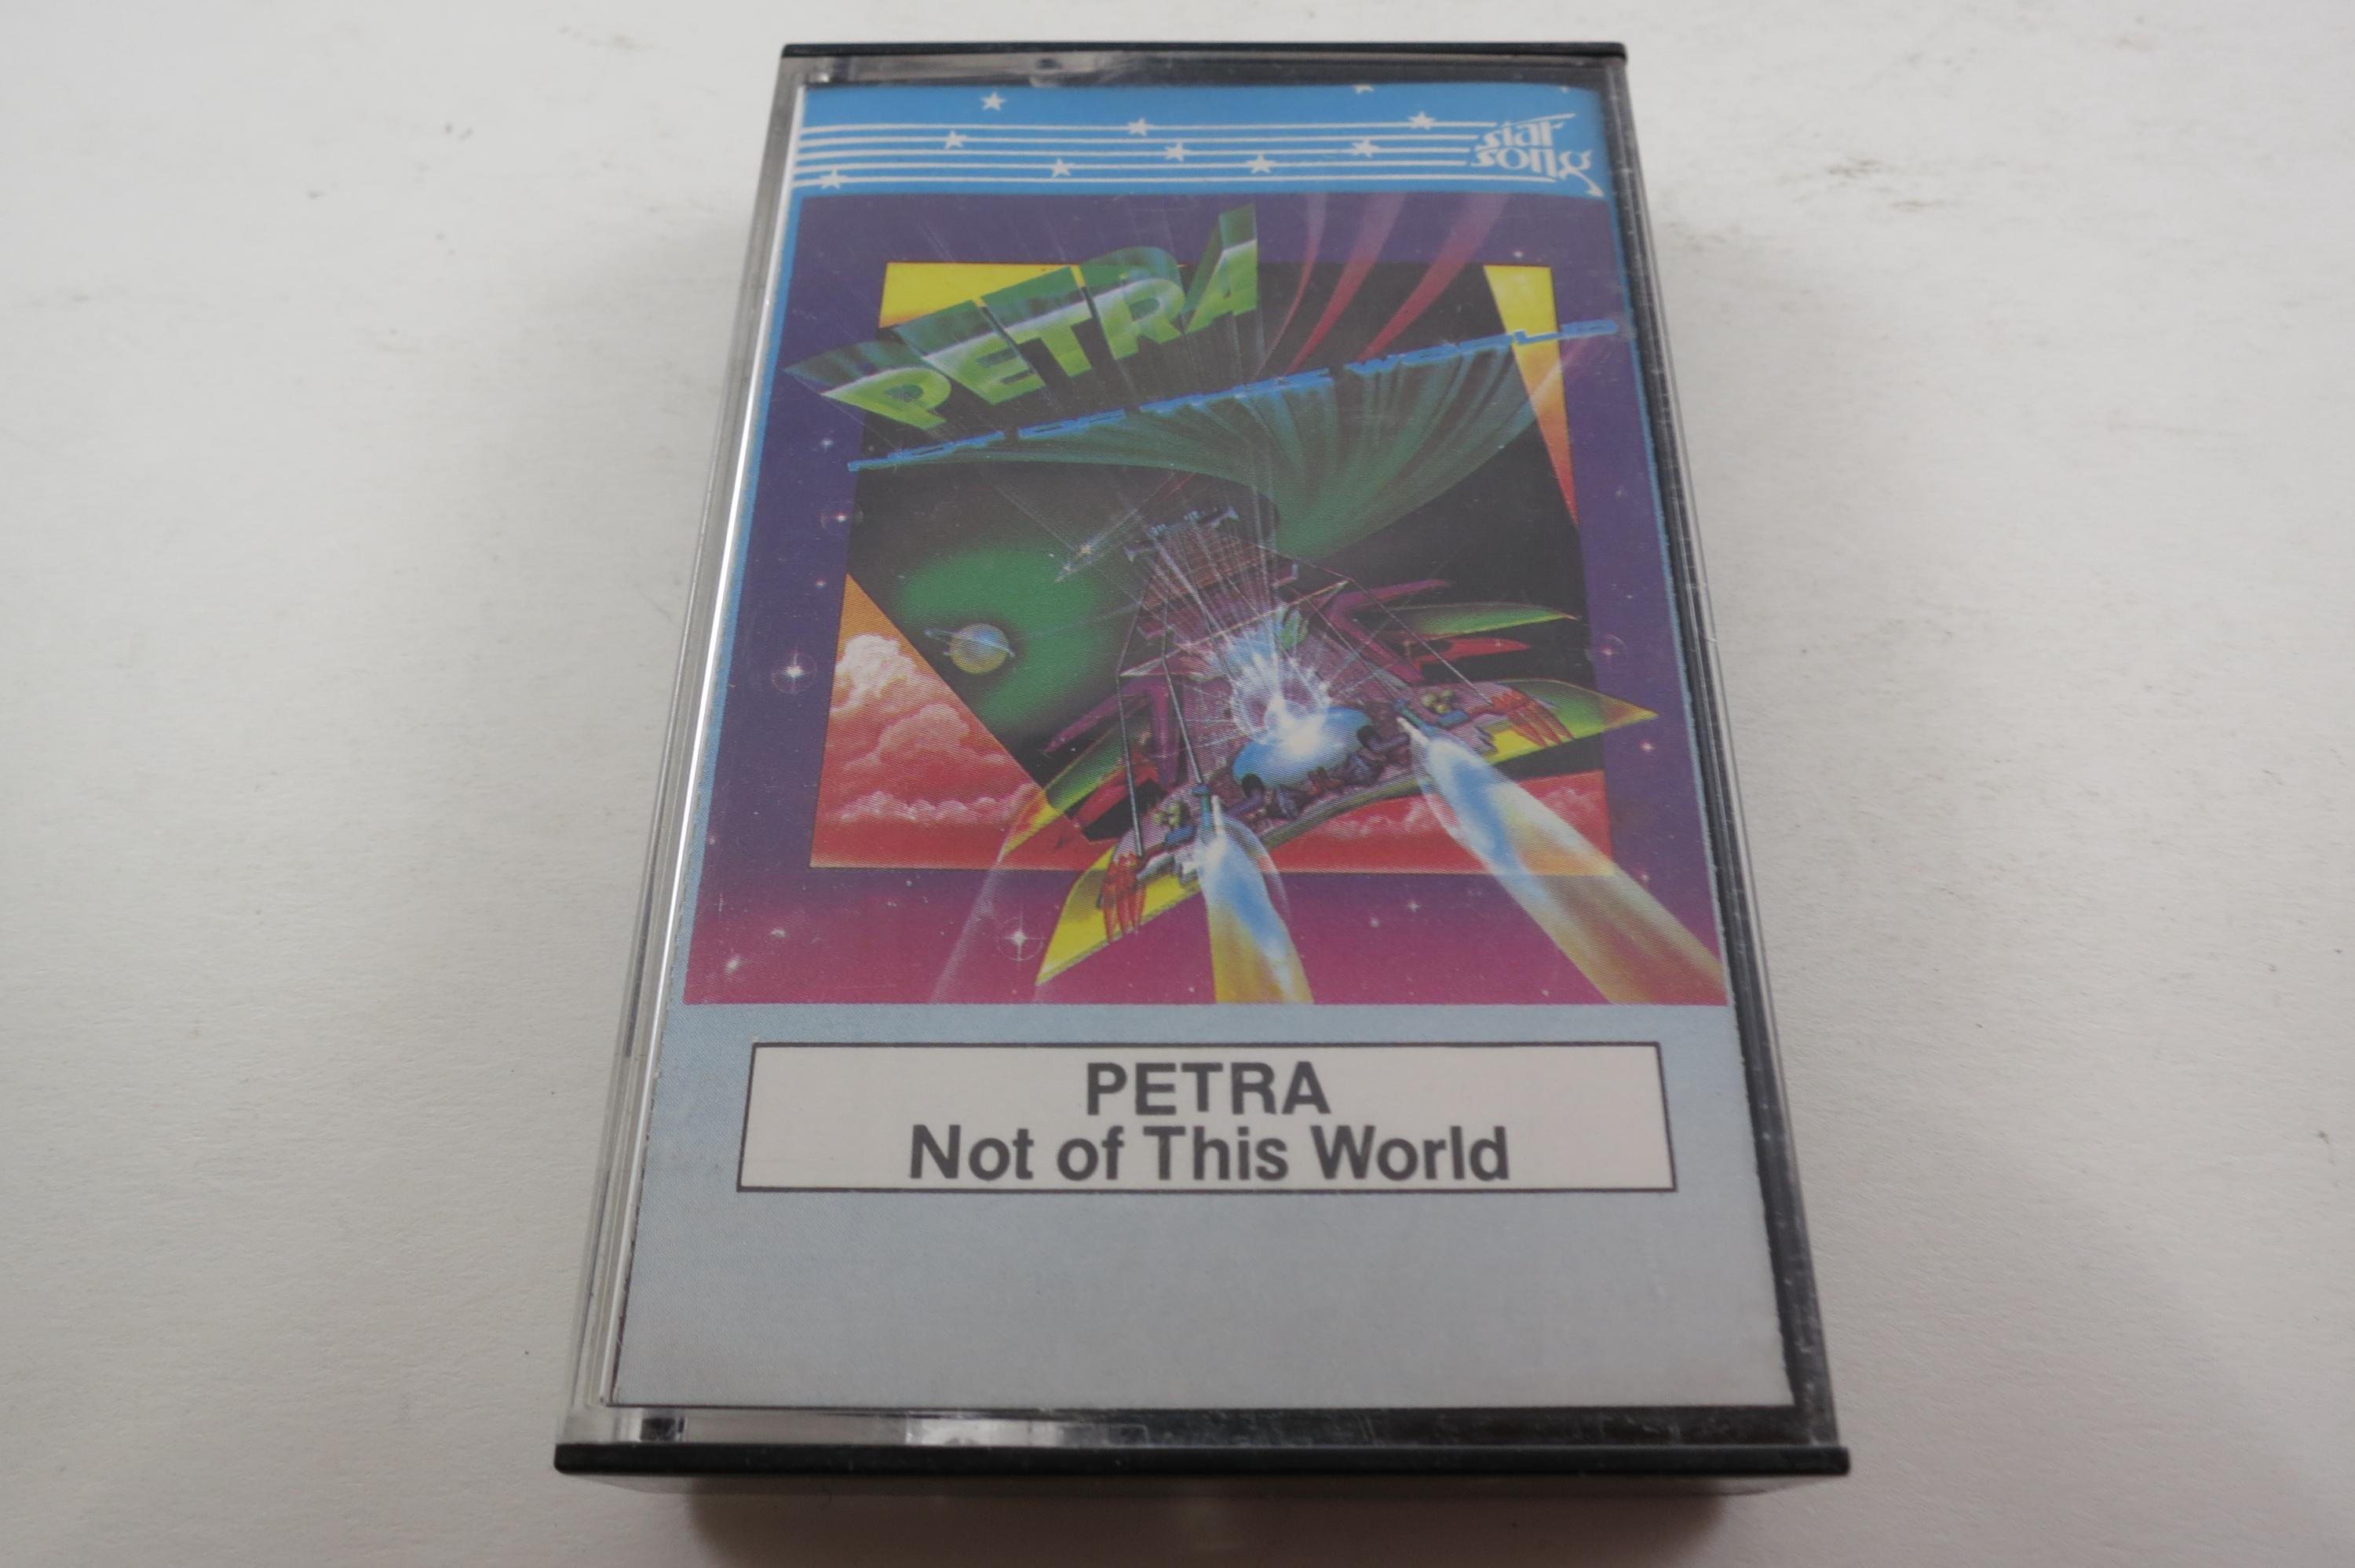 star
song
PETRA
NOT OF THIS WORLD
PETRA
Not of This World